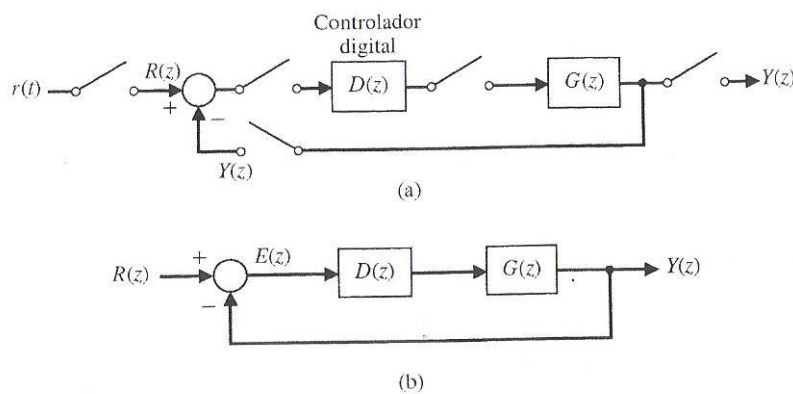 Controlador
digital
r(t)
R(z)
+
−
D(z)
G(z)
Y(z)
Y(z)
(a)
R(z)
+
−
E(z)
D(z)
G(z)
Y(z)
(b)